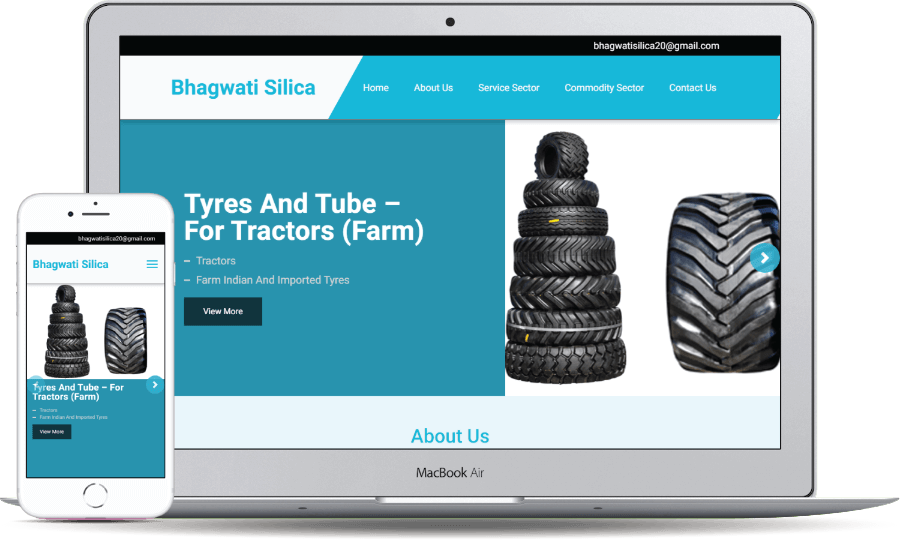 bhagwatisilica20@gmail.com
Bhagwati Silica
Home About Us Service Sector Commodity Sector Contact Us
Tyres And Tube –
For Tractors (Farm)
– Tractors
– Farm Indian And Imported Tyres
View More
About Us
MacBook Air
bhagwatisilica20@gmail.com
Bhagwati Silica
Tyres And Tube – For
Tractors (Farm)
– Tractors
– Farm Indian And Imported Tyres
View More